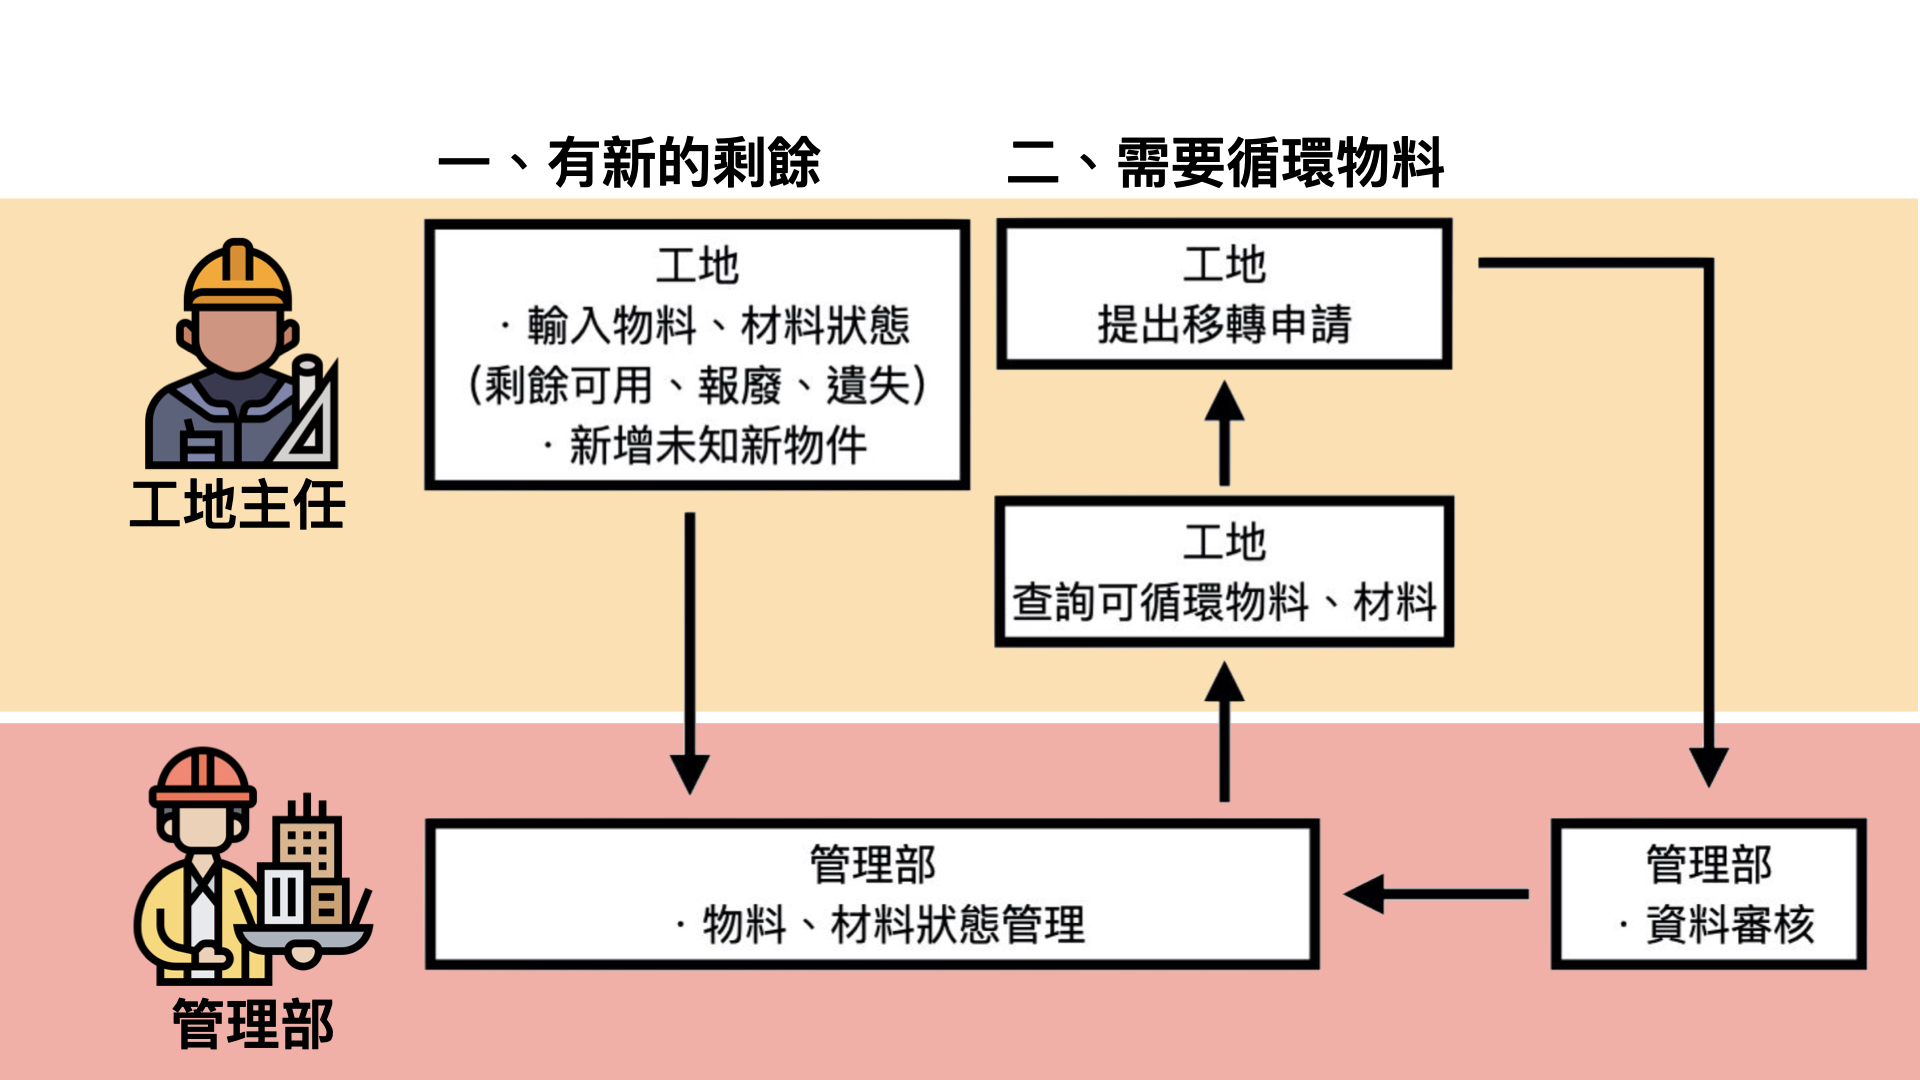 一、有新的剩餘
二、需要循環物料
工地
・輸入物料、材料狀態
(剩餘可用、報廢、遺失)
・新增未知新物件
工地
提出移轉申請
工地主任
工地
查詢可循環物料、材料
管理部
・物料、材料狀態管理
管理部
・資料審核
管理部